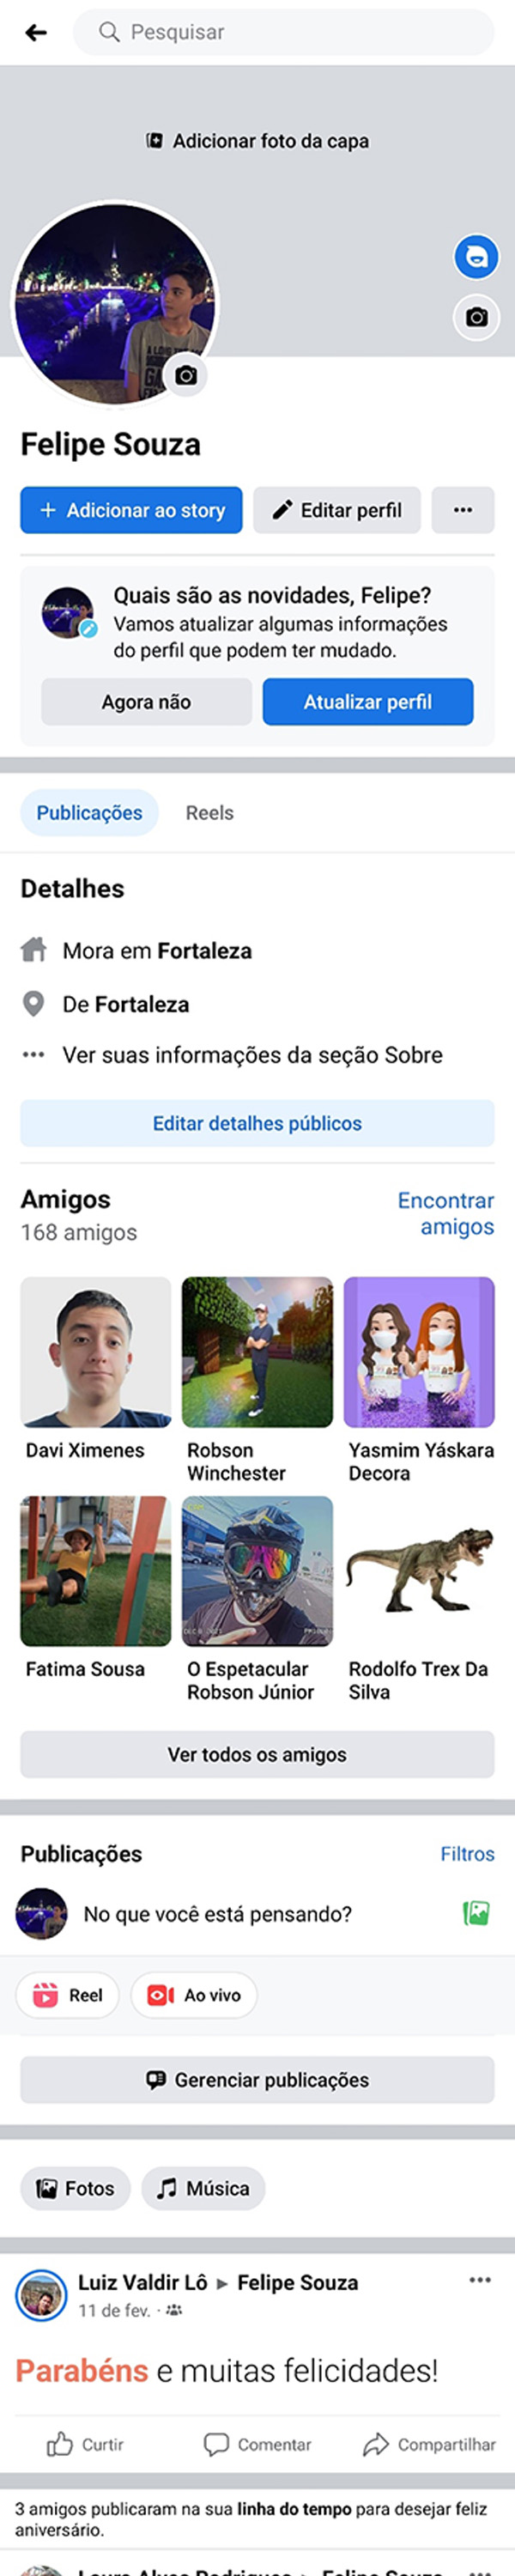 Pesquisar
Adicionar foto da capa
Felipe Souza
+ Adicionar ao story
Editar perfil
Quais são as novidades, Felipe?
Vamos atualizar algumas informações
do perfil que podem ter mudado.
Agora não
Atualizar perfil
Publicações
Reels
Detalhes
Mora em Fortaleza
De Fortaleza
Ver suas informações da seção Sobre
Editar detalhes públicos
Amigos
168 amigos
Encontrar
amigos
Davi Ximenes
Robson
Winchester
Yasmim Yáskara
Decora
Fatima Sousa
O Espetacular
Robson Júnior
Rodolfo Trex Da
Silva
Ver todos os amigos
Publicações
Filtros
No que você está pensando?
Reel
Ao vivo
Gerenciar publicações
Fotos
Música
Luiz Valdir Lô ▸ Felipe Souza
11 de fev. ·
Parabéns e muitas felicidades!
Curtir
Comentar
Compartilhar
3 amigos publicaram na sua linha do tempo para desejar feliz
aniversário.